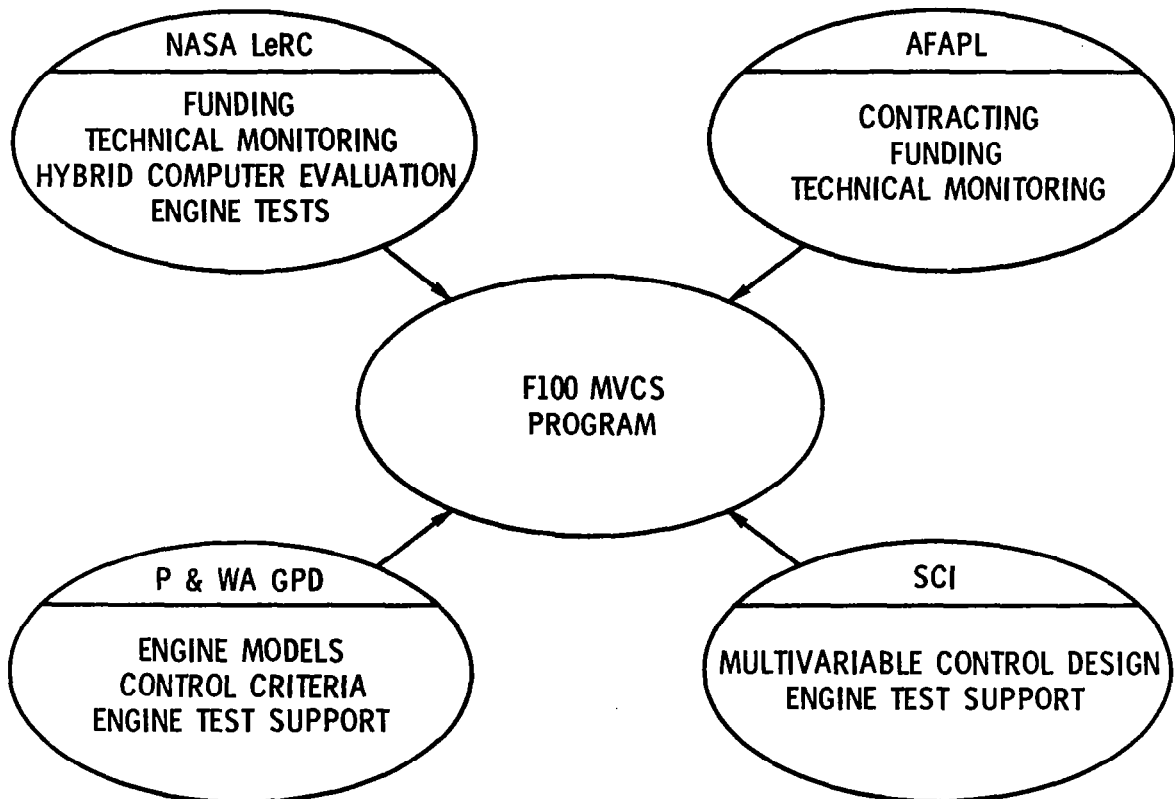 NASA LeRC
FUNDING
TECHNICAL MONITORING
HYBRID COMPUTER EVALUATION
ENGINE TESTS
AFAPL
CONTRACTING
FUNDING
TECHNICAL MONITORING
F100 MVCS
PROGRAM
P & WA GPD
ENGINE MODELS
CONTROL CRITERIA
ENGINE TEST SUPPORT
SCI
MULTIVARIABLE CONTROL DESIGN
ENGINE TEST SUPPORT